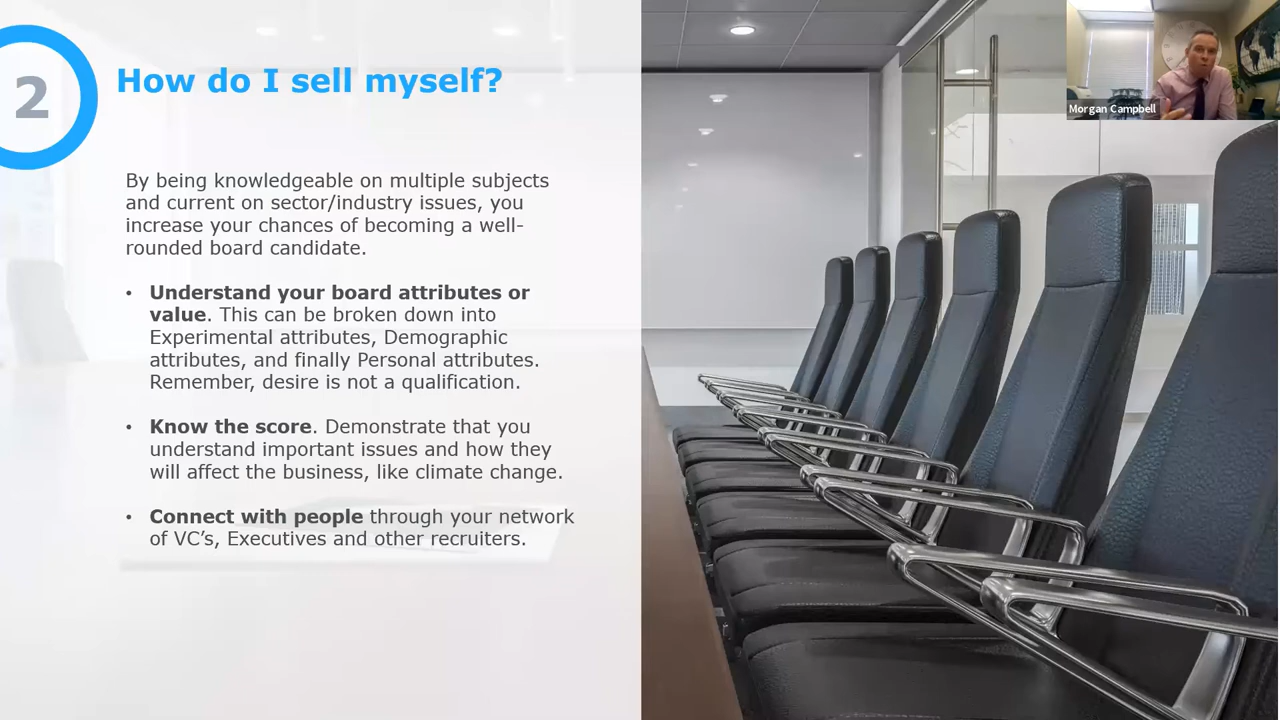 2
How do I sell myself?
By being knowledgeable on multiple subjects
and current on sector/industry issues, you
increase your chances of becoming a well-
rounded board candidate.
• Understand your board attributes or
value. This can be broken down into
Experimental attributes, Demographic
attributes, and finally Personal attributes.
Remember, desire is not a qualification.
• Know the score. Demonstrate that you
understand important issues and how they
will affect the business, like climate change.
• Connect with people through your network
of VC’s, Executives and other recruiters.
Morgan Campbell